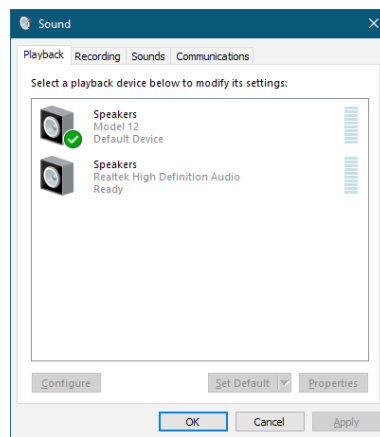 Sound
Playback Recording Sounds Communications
Select a playback device below to modify its settings:
Speakers
Model 12
Default Device
Speakers
Realtek High Definition Audio
Ready
Configure Set Default Properties
OK Cancel Apply